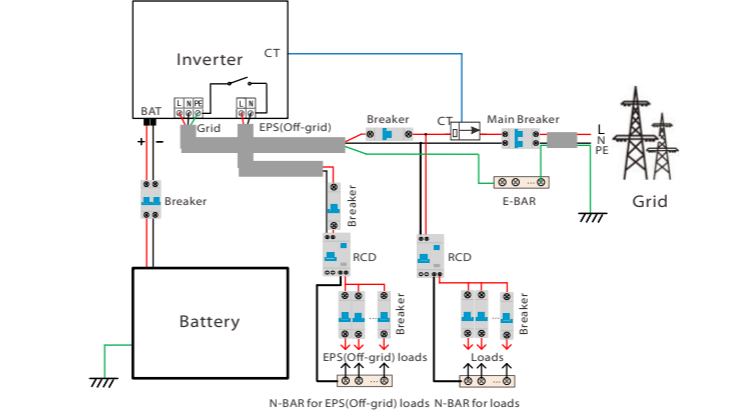 CT
Inverter
L N PE
L N
BAT
Grid
EPS(Off-grid)
Breaker
CT
Main Breaker
L
N
PE
+ −
E-BAR
Grid
Breaker
Breaker
RCD
RCD
Battery
...
Breaker
...
Breaker
EPS(Off-grid) loads
Loads
...
...
N-BAR for EPS(Off-grid) loads
N-BAR for loads